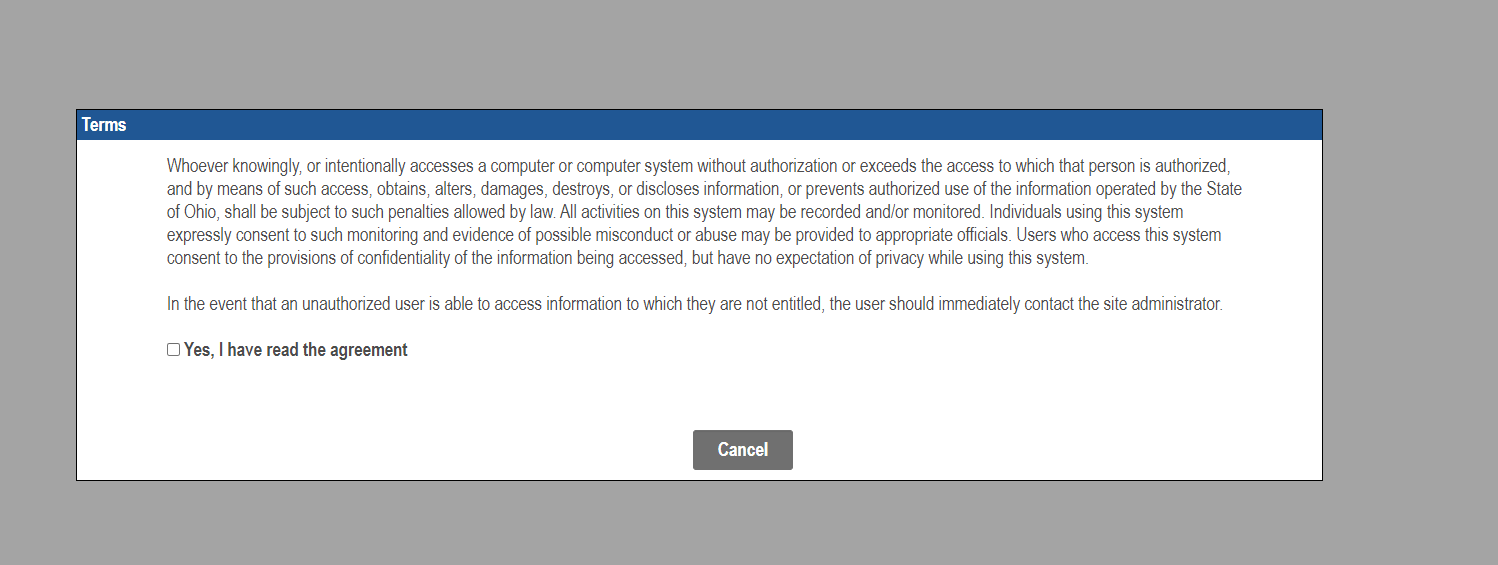 Terms
Whoever knowingly, or intentionally accesses a computer or computer system without authorization or exceeds the access to which that person is authorized,
and by means of such access, obtains, alters, damages, destroys, or discloses information, or prevents authorized use of the information operated by the State
of Ohio, shall be subject to such penalties allowed by law. All activities on this system may be recorded and/or monitored. Individuals using this system
expressly consent to such monitoring and evidence of possible misconduct or abuse may be provided to appropriate officials. Users who access this system
consent to the provisions of confidentiality of the information being accessed, but have no expectation of privacy while using this system.
In the event that an unauthorized user is able to access information to which they are not entitled, the user should immediately contact the site administrator.
Yes, I have read the agreement
Cancel